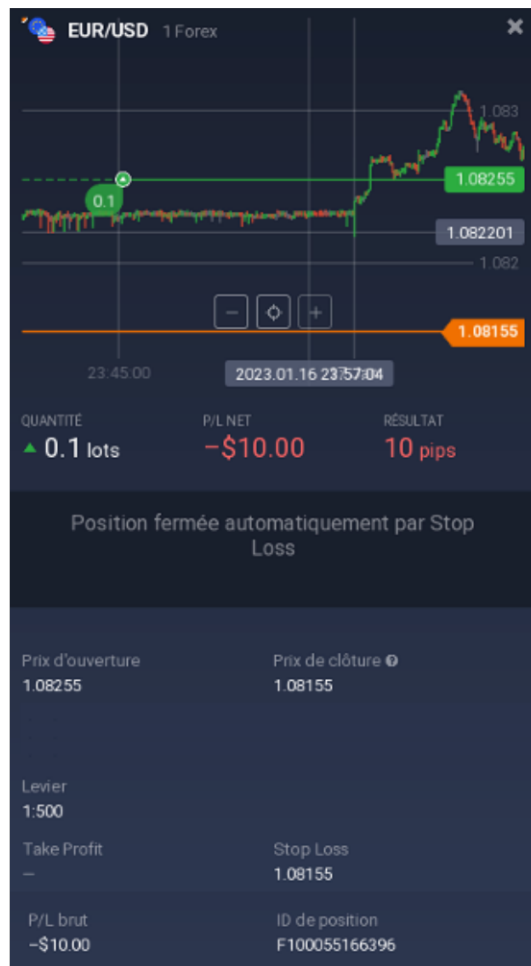 EUR/USD 1 Forex
1.083
1.08255
0.1
1.082201
1.082
1.08155
23:45:00 2023.01.16 23:57:04
QUANTITÉ P/L NET RÉSULTAT
0.1 lots −$10.00 10 pips
Position fermée automatiquement par Stop
Loss
Prix d'ouverture Prix de clôture
1.08255 1.08155
Levier
1:500
Take Profit Stop Loss
— 1.08155
P/L brut ID de position
−$10.00 F100055166396